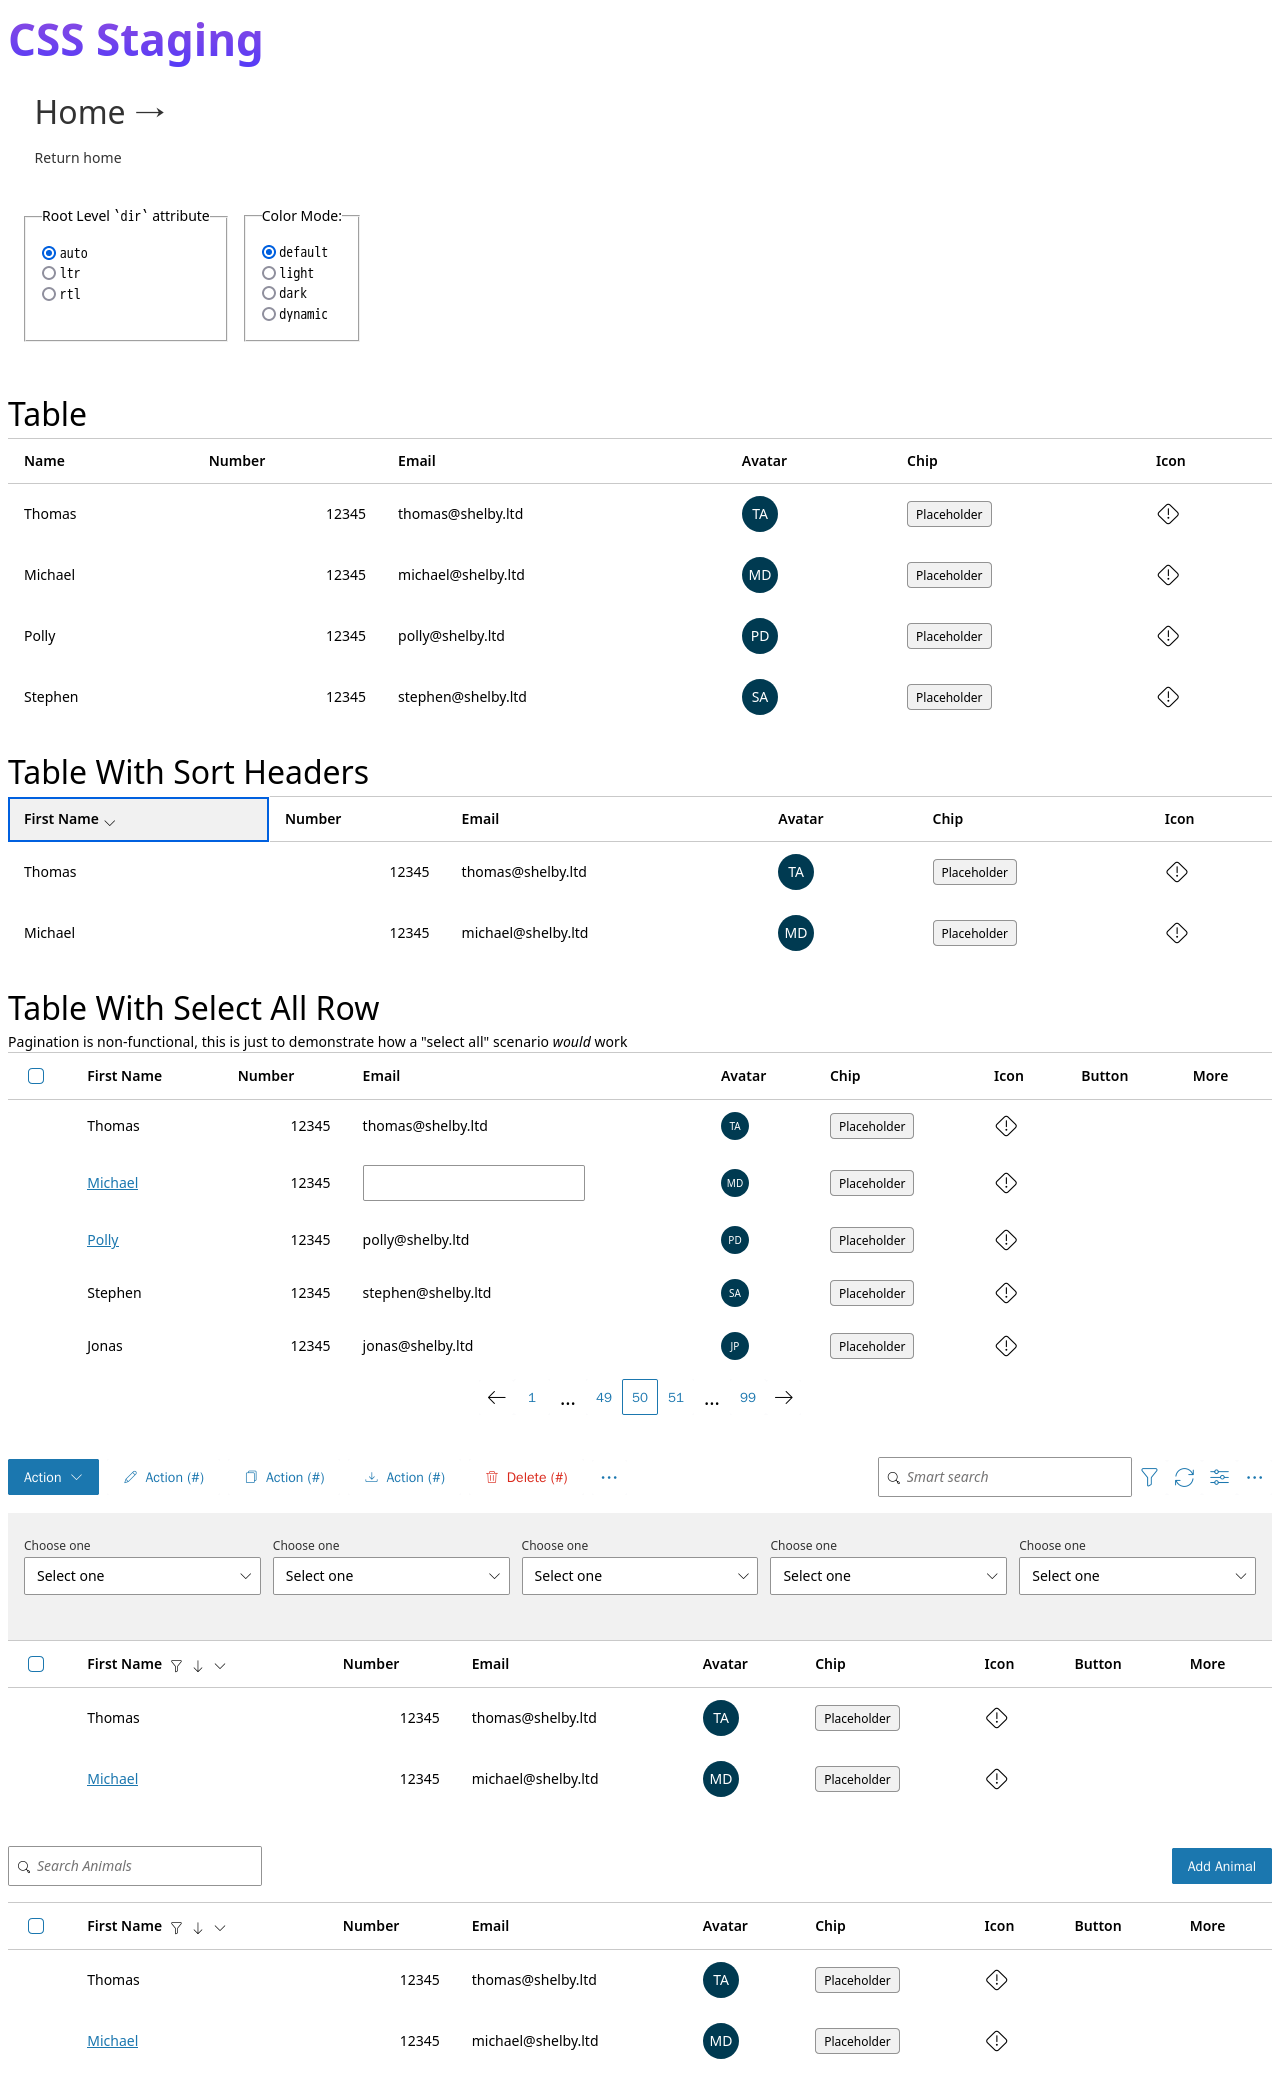 CSS Staging
Home →
Return home
Root Level `dir` attribute
auto
ltr
rtl
Color Mode:
default
light
dark
dynamic
Table
Name Number Email Avatar Chip Icon
Thomas 12345 thomas@shelby.ltd TA Placeholder
Michael 12345 michael@shelby.ltd MD Placeholder
Polly 12345 polly@shelby.ltd PD Placeholder
Stephen 12345 stephen@shelby.ltd SA Placeholder
Table With Sort Headers
First Name Number Email Avatar Chip Icon
Thomas 12345 thomas@shelby.ltd TA Placeholder
Michael 12345 michael@shelby.ltd MD Placeholder
Table With Select All Row
Pagination is non-functional, this is just to demonstrate how a "select all" scenario would work
First Name Number Email Avatar Chip Icon Button More
Thomas 12345 thomas@shelby.ltd TA Placeholder
Michael 12345 MD Placeholder
Polly 12345 polly@shelby.ltd PD Placeholder
Stephen 12345 stephen@shelby.ltd SA Placeholder
Jonas 12345 jonas@shelby.ltd JP Placeholder
1 ... 49 50 51 ... 99
Action Action (#) Action (#) Action (#) Delete (#) Smart search
Choose one Choose one Choose one Choose one Choose one
Select one Select one Select one Select one Select one
First Name Number Email Avatar Chip Icon Button More
Thomas 12345 thomas@shelby.ltd TA Placeholder
Michael 12345 michael@shelby.ltd MD Placeholder
Search Animals Add Animal
First Name Number Email Avatar Chip Icon Button More
Thomas 12345 thomas@shelby.ltd TA Placeholder
Michael 12345 michael@shelby.ltd MD Placeholder